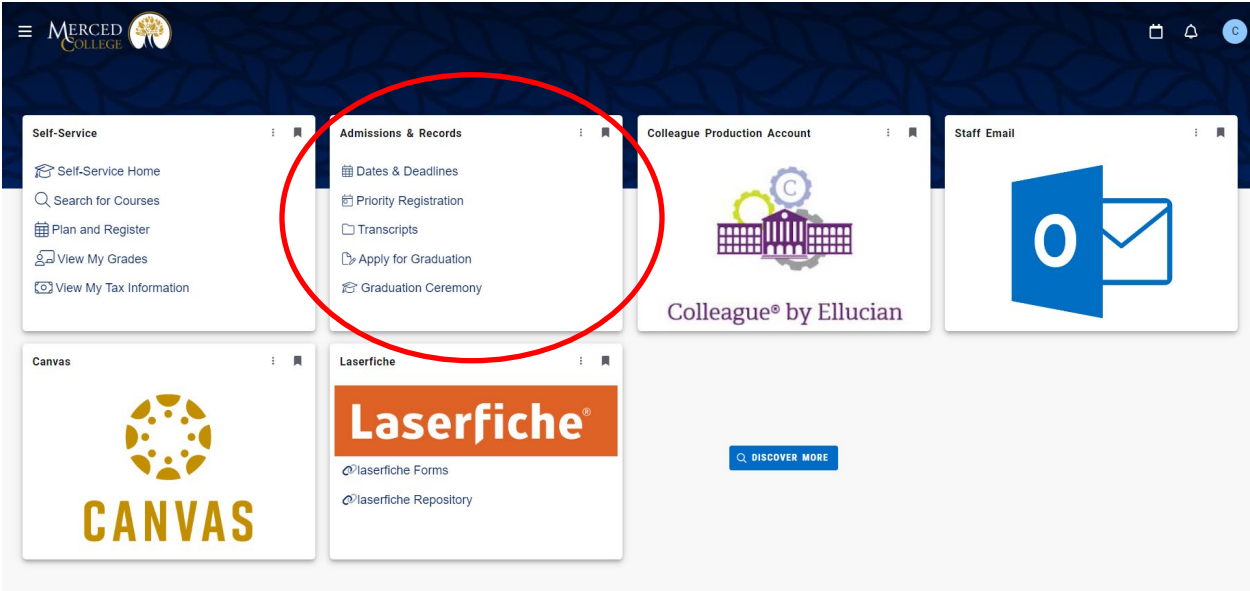 MERCED
COLLEGE
C
Self-Service
Self-Service Home
Search for Courses
Plan and Register
View My Grades
View My Tax Information
Admissions & Records
Dates & Deadlines
Priority Registration
Transcripts
Apply for Graduation
Graduation Ceremony
Colleague Production Account
C
Colleague® by Ellucian
Staff Email
O
Canvas
CANVAS
Laserfiche
Laserfiche®
laserfiche Forms
laserfiche Repository
DISCOVER MORE